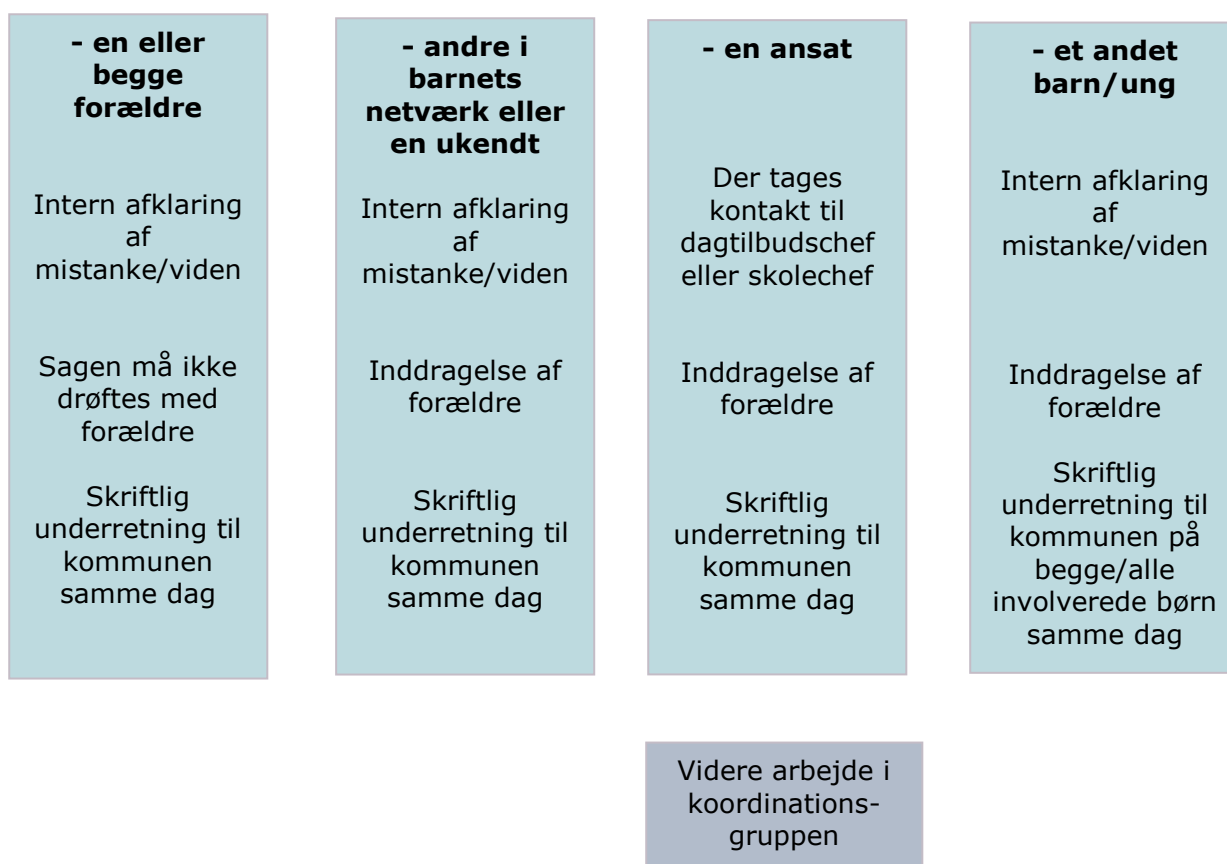 - en eller
begge
forældre
Intern afklaring
af
mistanke/viden
Sagen må ikke
drøftes med
forældre
Skriftlig
underretning til
kommunen
samme dag
- andre i
barnets
netværk eller
en ukendt
Intern afklaring
af
mistanke/viden
Inddragelse af
forældre
Skriftlig
underretning til
kommunen
samme dag
- en ansat
Der tages
kontakt til
dagtilbudschef
eller skolechef
Inddragelse af
forældre
Skriftlig
underretning til
kommunen
samme dag
- et andet
barn/ung
Intern afklaring
af
mistanke/viden
Inddragelse af
forældre
Skriftlig
underretning til
kommunen på
begge/alle
involverede børn
samme dag
Videre arbejde i
koordinations-
gruppen